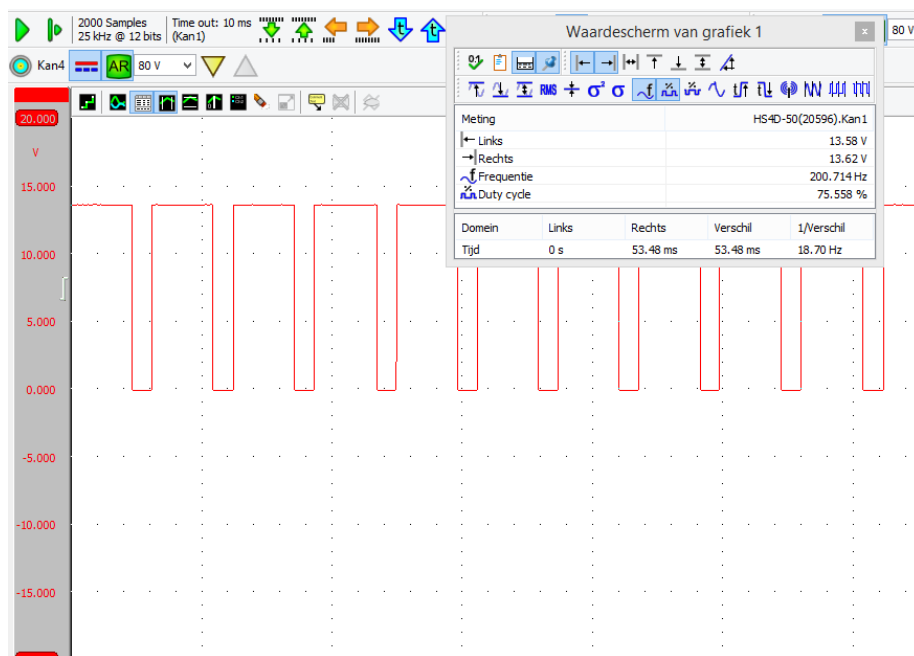 2000 Samples
25 kHz @ 12 bits
Time out: 10 ms
(Kan1)
Waardescherm van grafiek 1
80 V
Kan4
AR
80 V
RMS
σ² σ
20.000
V
15.000
10.000
5.000
0.000
-5.000
-10.000
-15.000
Meting HS4D-50(20596).Kan1
Links 13.58 V
Rechts 13.62 V
Frequentie 200.714 Hz
Duty cycle 75.558 %
Domein Links Rechts Verschil 1/Verschil
Tijd 0 s 53.48 ms 53.48 ms 18.70 Hz